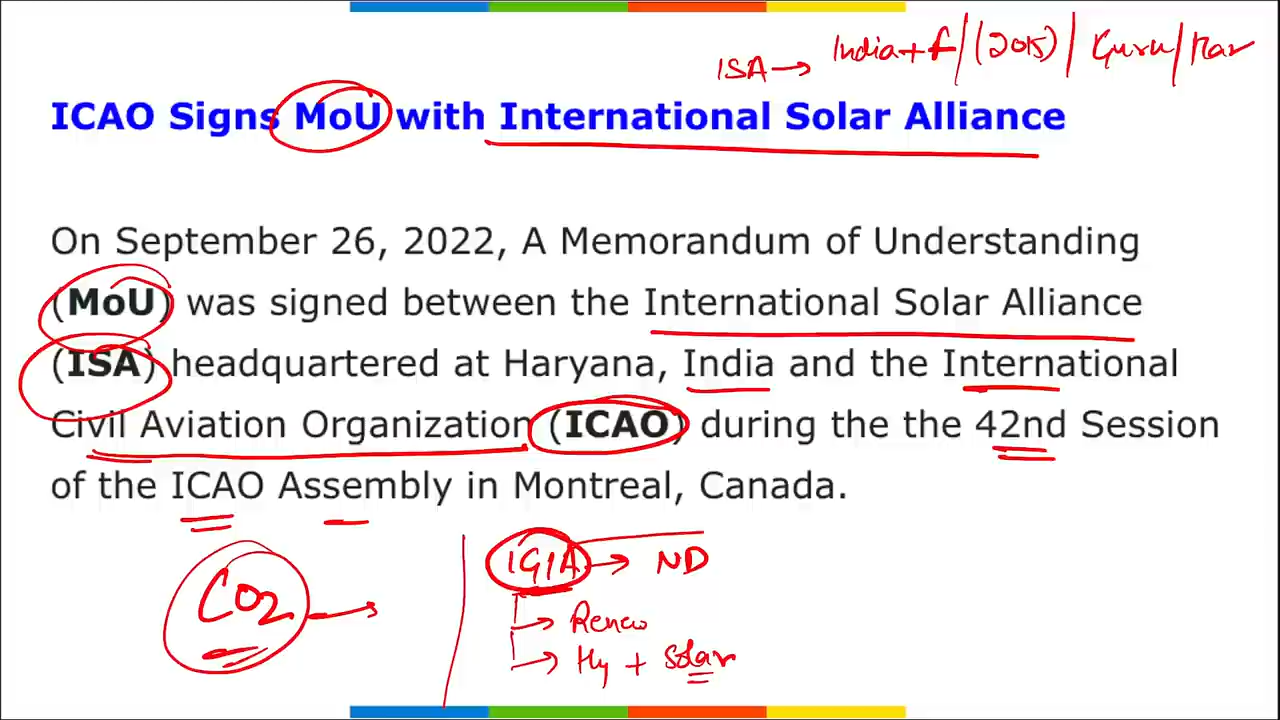 ISA → India + f / (2015) / Guru / Har
ICAO Signs MoU with International Solar Alliance
On September 26, 2022, A Memorandum of Understanding
(MoU) was signed between the International Solar Alliance
(ISA) headquartered at Haryana, India and the International
Civil Aviation Organization (ICAO) during the the 42nd Session
of the ICAO Assembly in Montreal, Canada.
CO2 →
IGIA → ND
→ Renew
→ Hy + Solar